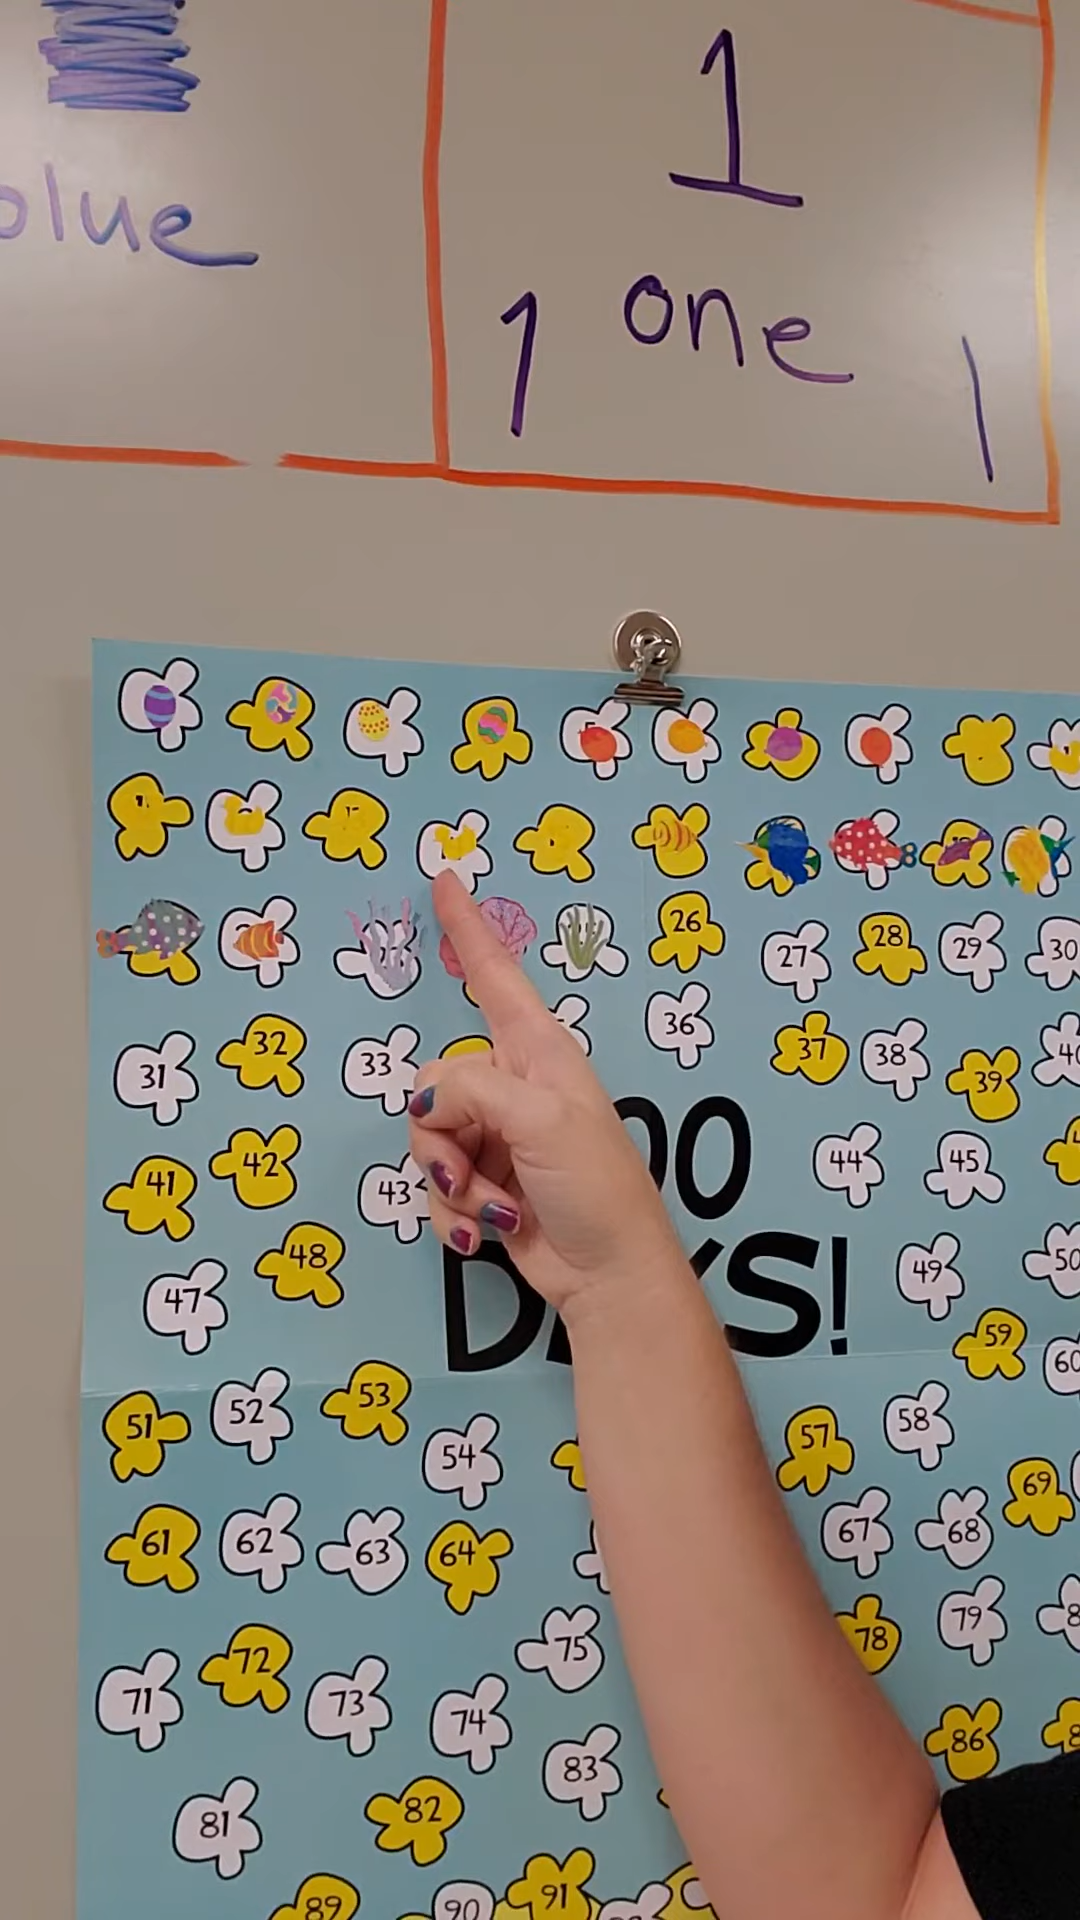 blue
1
1 one 1
26 27 28 29 30
31 32 33 36 37 38 39
41 42 43 44 45
47 48 49 50
51 52 53 54 57 58 59 60
61 62 63 64 67 68 69
71 72 73 74 75 78 79
81 82 83 86
89 90 91
DAYS!